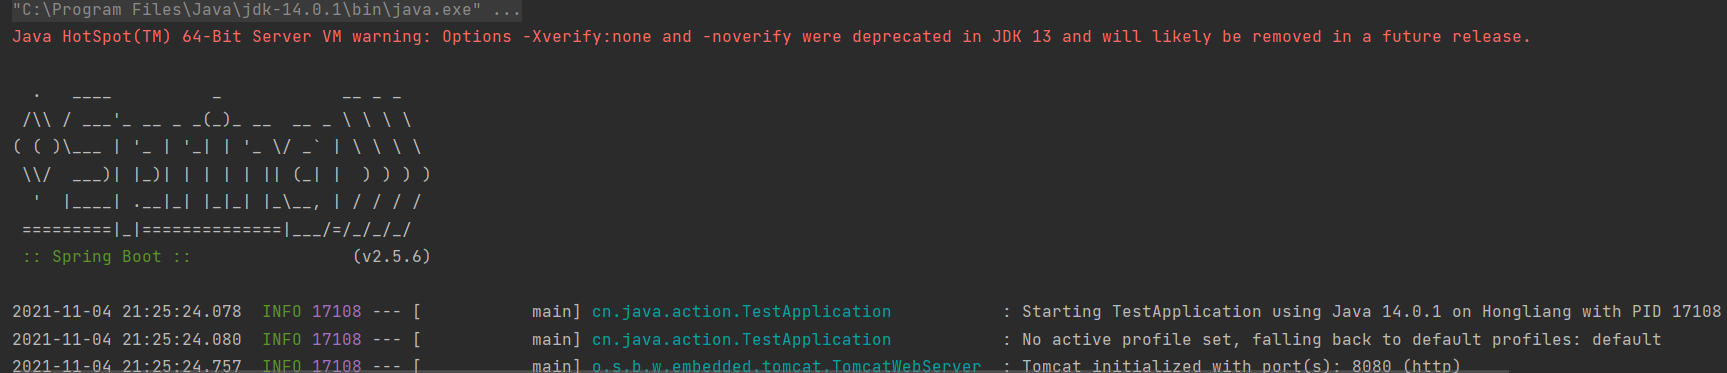 "C:\Program Files\Java\jdk-14.0.1\bin\java.exe" ...
Java HotSpot(TM) 64-Bit Server VM warning: Options -Xverify:none and -noverify were deprecated in JDK 13 and will likely be removed in a future release.

  .   ____          _            __ _ _
 /\\ / ___'_ __ _ _(_)_ __  __ _ \ \ \ \
( ( )\___ | '_ | '_| | '_ \/ _` | \ \ \ \
 \\/  ___)| |_)| | | | | || (_| |  ) ) ) )
  '  |____| .__|_| |_|_| |_\__, | / / / /
 =========|_|==============|___/=/_/_/_/
 :: Spring Boot ::                (v2.5.6)

2021-11-04 21:25:24.078  INFO 17108 --- [           main] cn.java.action.TestApplication           : Starting TestApplication using Java 14.0.1 on Hongliang with PID 17108
2021-11-04 21:25:24.080  INFO 17108 --- [           main] cn.java.action.TestApplication           : No active profile set, falling back to default profiles: default
2021-11-04 21:25:24.757  INFO 17108 --- [           main] o.s.b.w.embedded.tomcat.TomcatWebServer  : Tomcat initialized with port(s): 8080 (http)